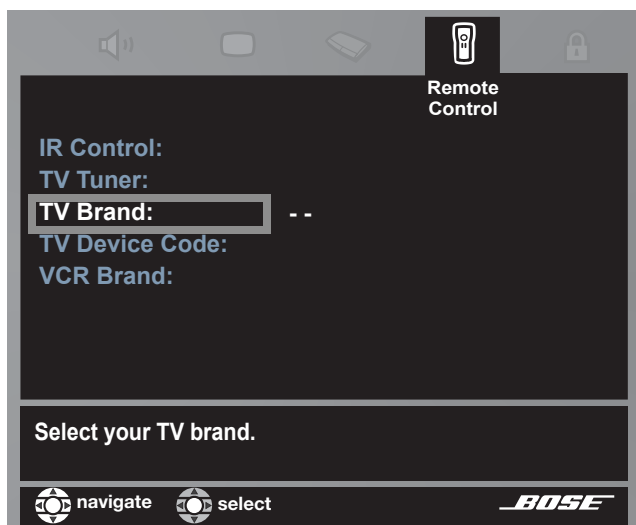 Remote
Control
IR Control:
TV Tuner:
TV Brand: - -
TV Device Code:
VCR Brand:
Select your TV brand.
navigate select BOSE